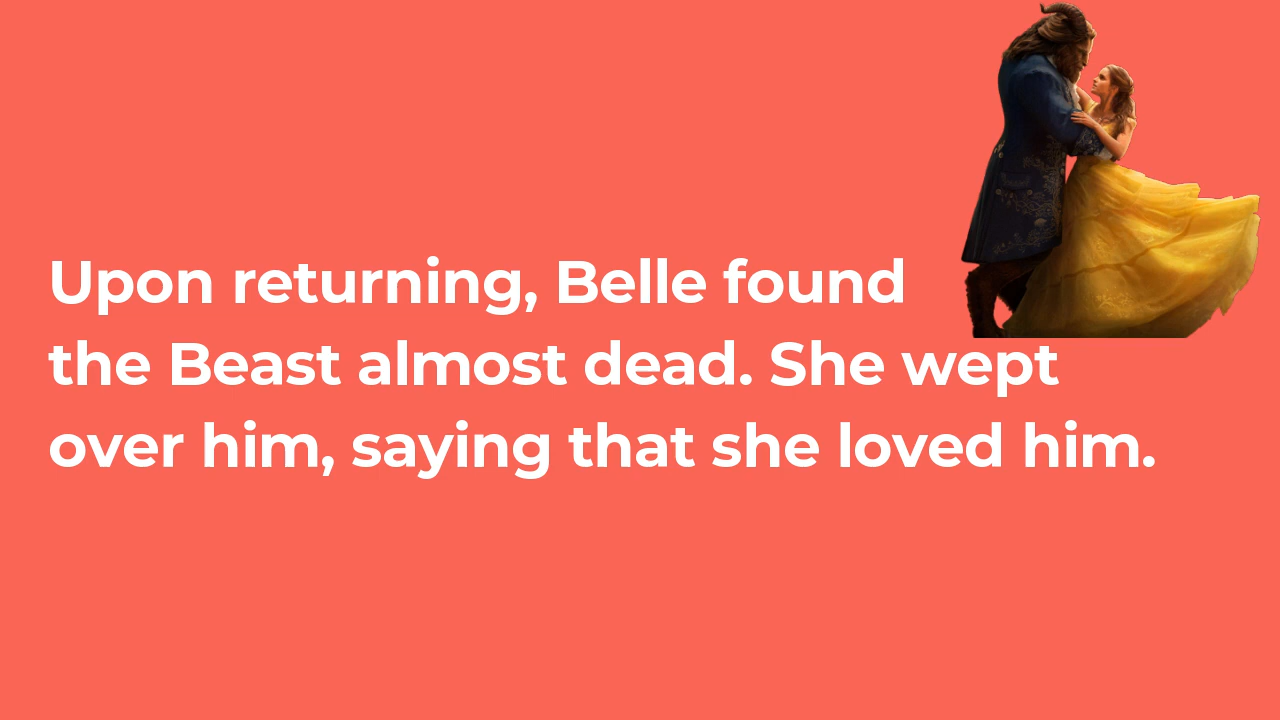 Upon returning, Belle found
the Beast almost dead. She wept
over him, saying that she loved him.